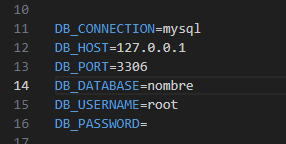 10
11 DB_CONNECTION=mysql
12 DB_HOST=127.0.0.1
13 DB_PORT=3306
14 DB_DATABASE=nombre
15 DB_USERNAME=root
16 DB_PASSWORD=
17